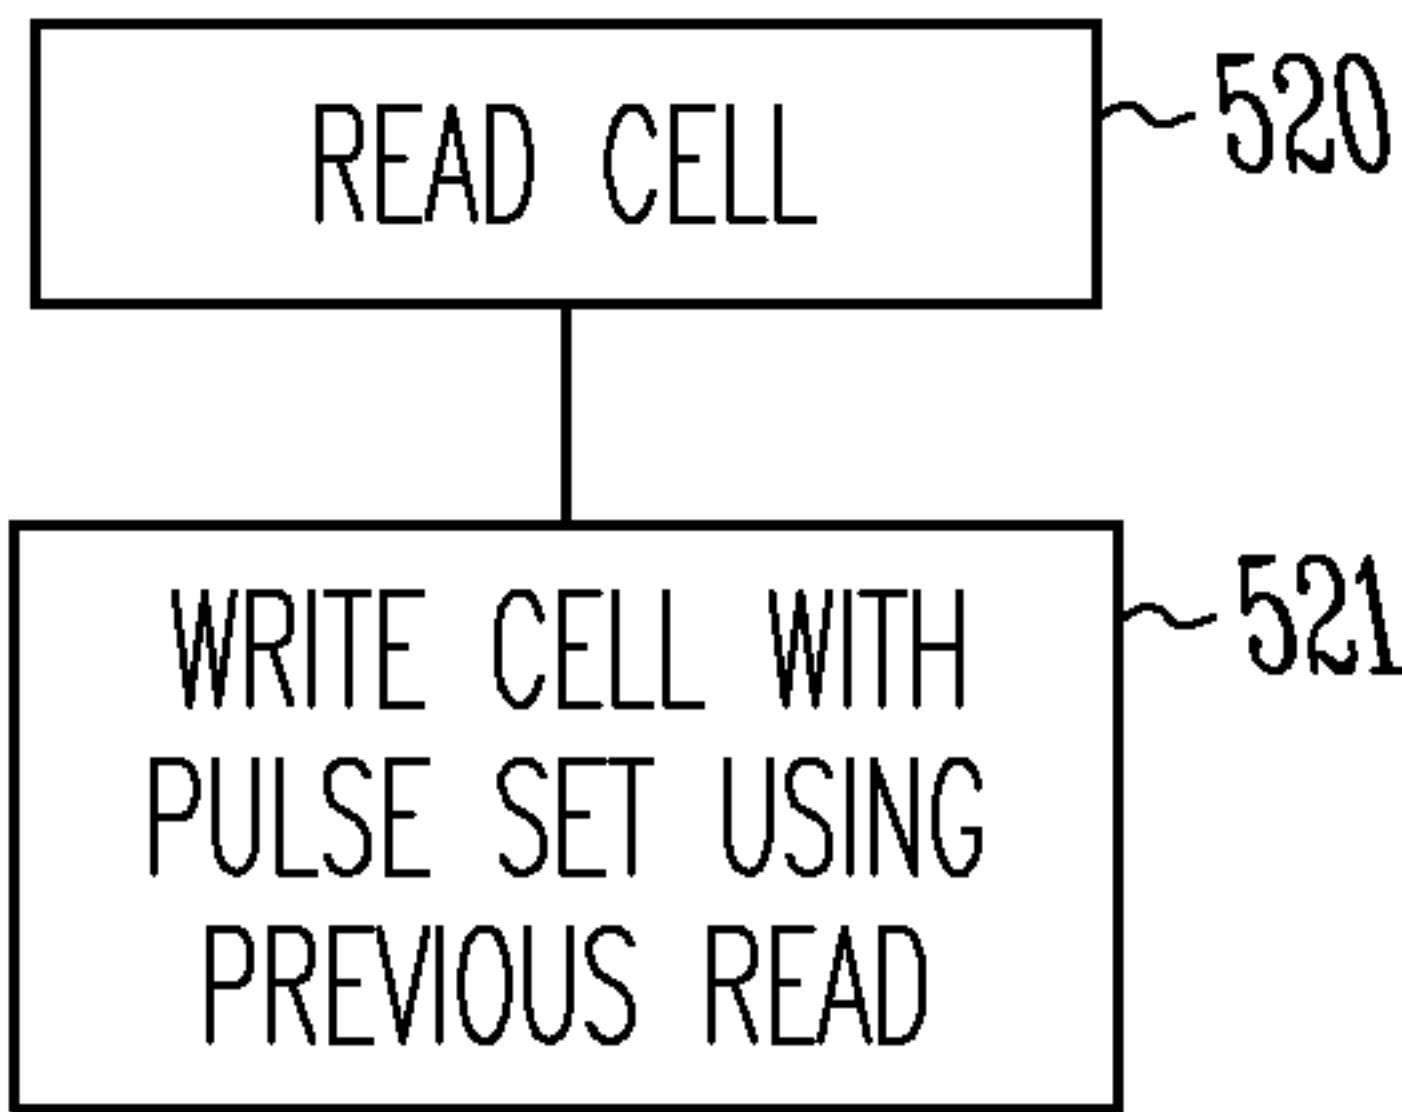 READ CELL
520
WRITE CELL WITH
PULSE SET USING
PREVIOUS READ
521